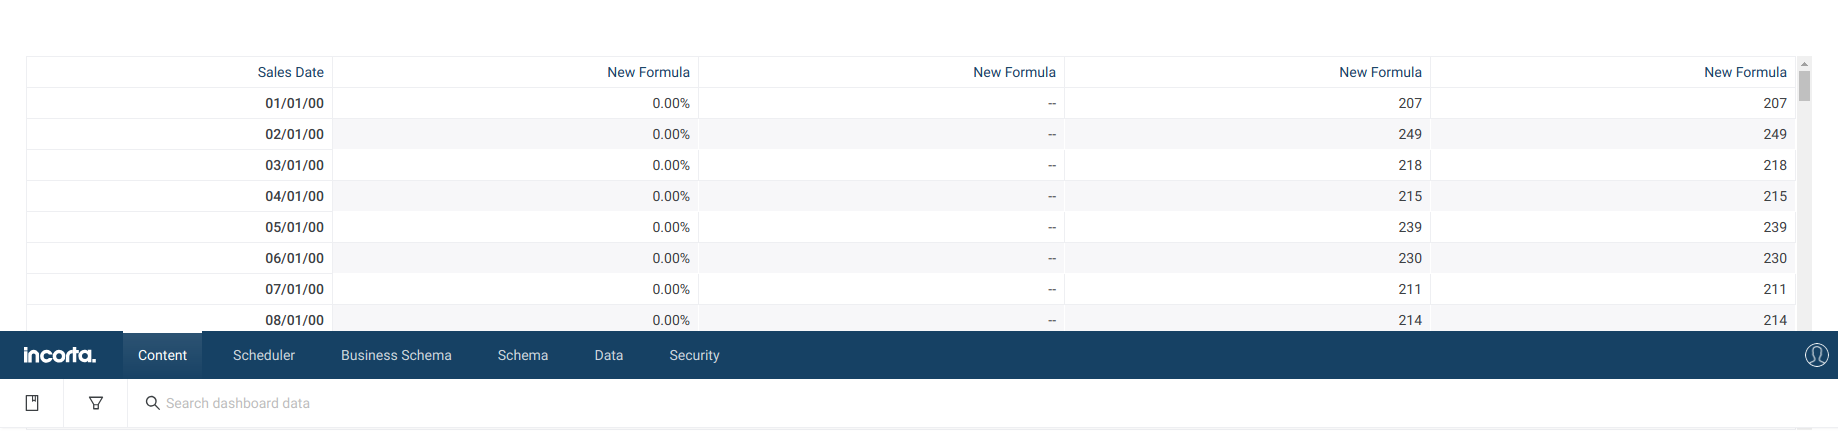 Sales Date New Formula New Formula New Formula New Formula
01/01/00 0.00% -- 207 207
02/01/00 0.00% -- 249 249
03/01/00 0.00% -- 218 218
04/01/00 0.00% -- 215 215
05/01/00 0.00% -- 239 239
06/01/00 0.00% -- 230 230
07/01/00 0.00% -- 211 211
08/01/00 0.00% -- 214 214
incorta. Content Scheduler Business Schema Schema Data Security
Search dashboard data